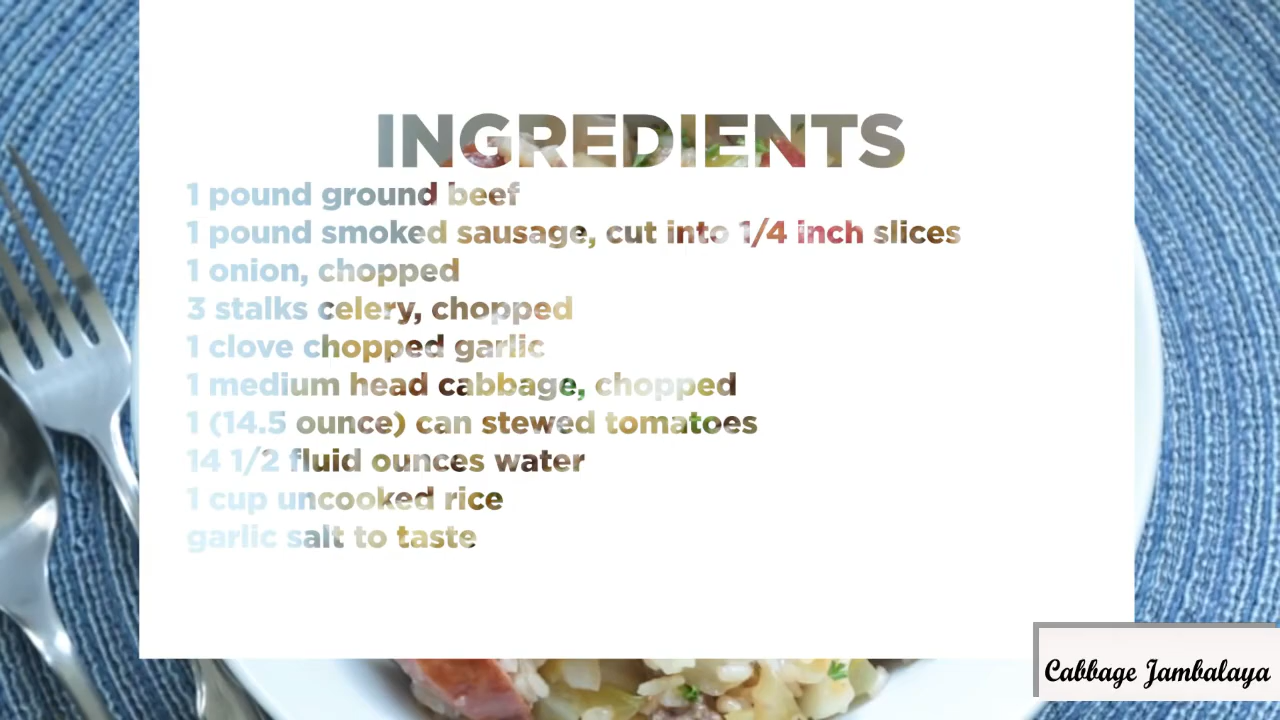 INGREDIENTS
1 pound ground beef
1 pound smoked sausage, cut into 1/4 inch slices
1 onion, chopped
3 stalks celery, chopped
1 clove chopped garlic
1 medium head cabbage, chopped
1 (14.5 ounce) can stewed tomatoes
14 1/2 fluid ounces water
1 cup uncooked rice
garlic salt to taste
Cabbage Jambalaya